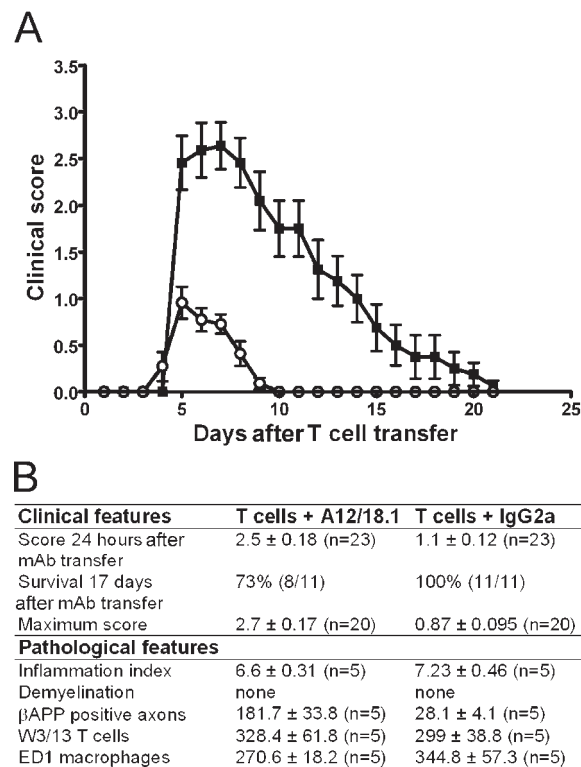 A
3.5
3.0
2.5
2.0
1.5
1.0
0.5
0.0
Clinical score
5
10
15
20
25
Days after T cell transfer
B
Clinical features T cells + A12/18.1 T cells + IgG2a
Score 24 hours after 2.5 ± 0.18 (n=23) 1.1 ± 0.12 (n=23)
mAb transfer
Survival 17 days 73% (8/11) 100% (11/11)
after mAb transfer
Maximum score 2.7 ± 0.17 (n=20) 0.87 ± 0.095 (n=20)
Pathological features
Inflammation index 6.6 ± 0.31 (n=5) 7.23 ± 0.46 (n=5)
Demyelination none none
βAPP positive axons 181.7 ± 33.8 (n=5) 28.1 ± 4.1 (n=5)
W3/13 T cells 328.4 ± 61.8 (n=5) 299 ± 38.8 (n=5)
ED1 macrophages 270.6 ± 18.2 (n=5) 344.8 ± 57.3 (n=5)